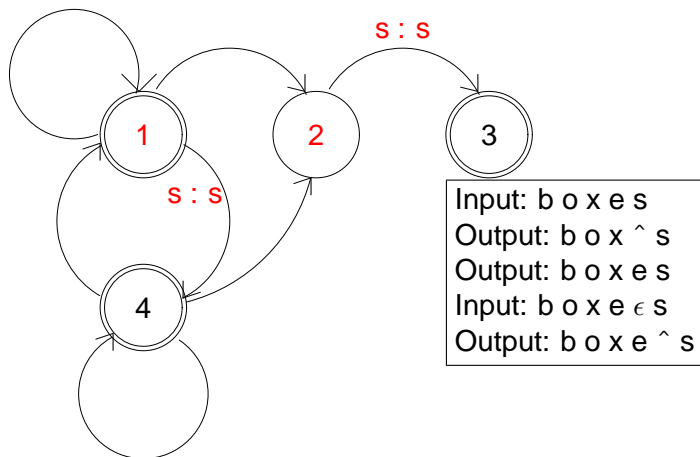 s : s
1
2
3
s : s
4
Input: b o x e s
Output: b o x ˆ s
Output: b o x e s
Input: b o x e ϵ s
Output: b o x e ˆ s